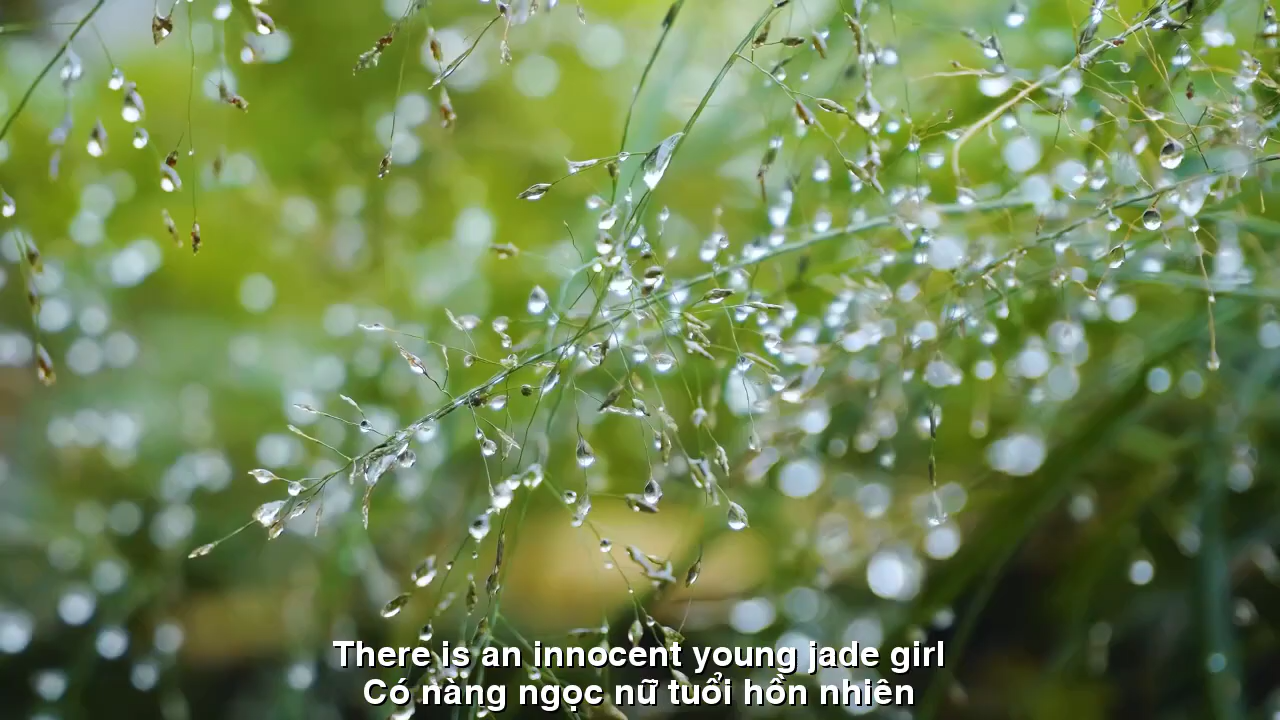 There is an innocent young jade girl
Có nàng ngọc nữ tuổi hồn nhiên